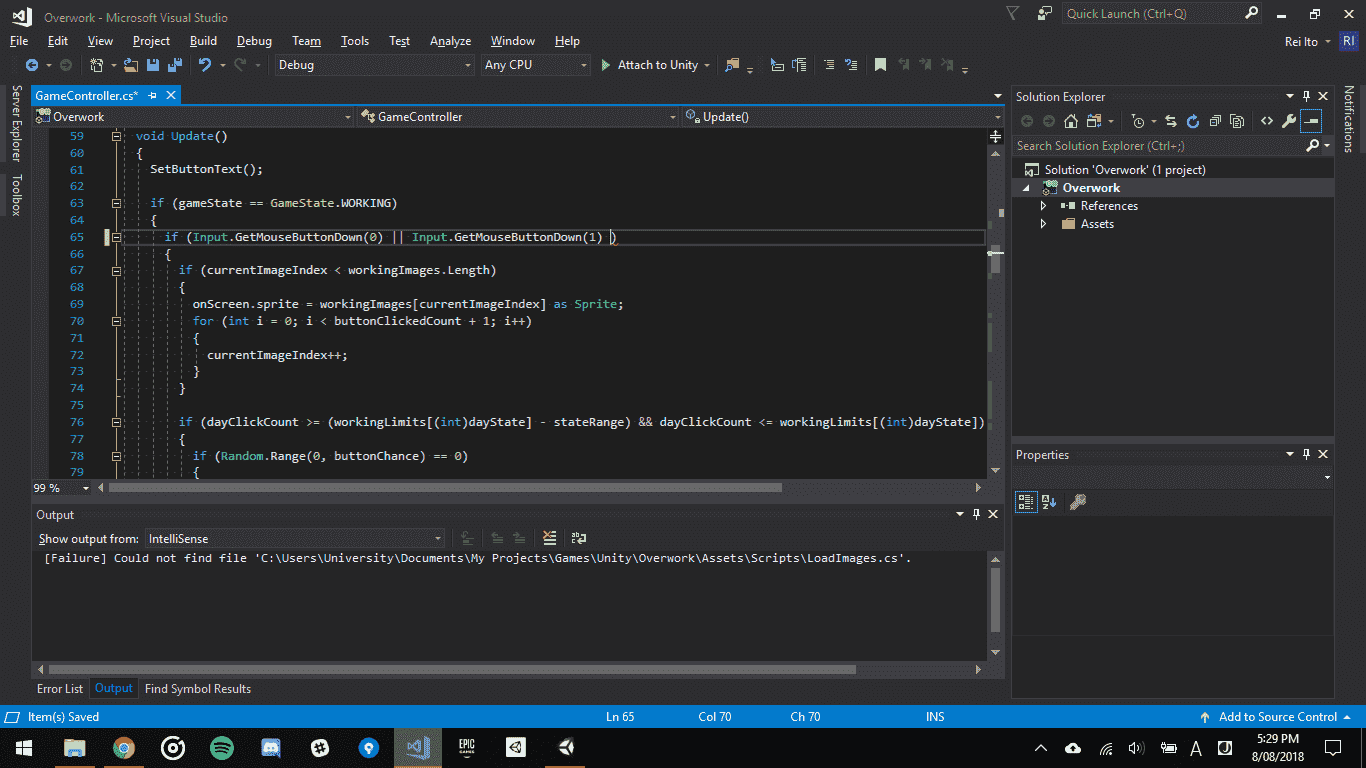 Overwork - Microsoft Visual Studio
Quick Launch (Ctrl+Q)
File Edit View Project Build Debug Team Tools Test Analyze Window Help
Rei Ito RI
Debug Any CPU Attach to Unity
Server Explorer
Toolbox
GameController.cs*
Overwork GameController Update()
59 void Update()
60 {
61 SetButtonText();
62
63 if (gameState == GameState.WORKING)
64 {
65 if (Input.GetMouseButtonDown(0) || Input.GetMouseButtonDown(1) )
66 {
67 if (currentImageIndex < workingImages.Length)
68 {
69 onScreen.sprite = workingImages[currentImageIndex] as Sprite;
70 for (int i = 0; i < buttonClickedCount + 1; i++)
71 {
72 currentImageIndex++;
73 }
74 }
75
76 if (dayClickCount >= (workingLimits[(int)dayState] - stateRange) && dayClickCount <= workingLimits[(int)dayState])
77 {
78 if (Random.Range(0, buttonChance) == 0)
79 {
99 %
Output
Show output from: IntelliSense
[Failure] Could not find file 'C:\Users\University\Documents\My Projects\Games\Unity\Overwork\Assets\Scripts\LoadImages.cs'.
Error List Output Find Symbol Results
Solution Explorer
Search Solution Explorer (Ctrl+;)
Solution 'Overwork' (1 project)
Overwork
References
Assets
Properties
Notifications
Item(s) Saved Ln 65 Col 70 Ch 70 INS Add to Source Control
EPIC
GAMES
A J
5:29 PM
8/08/2018